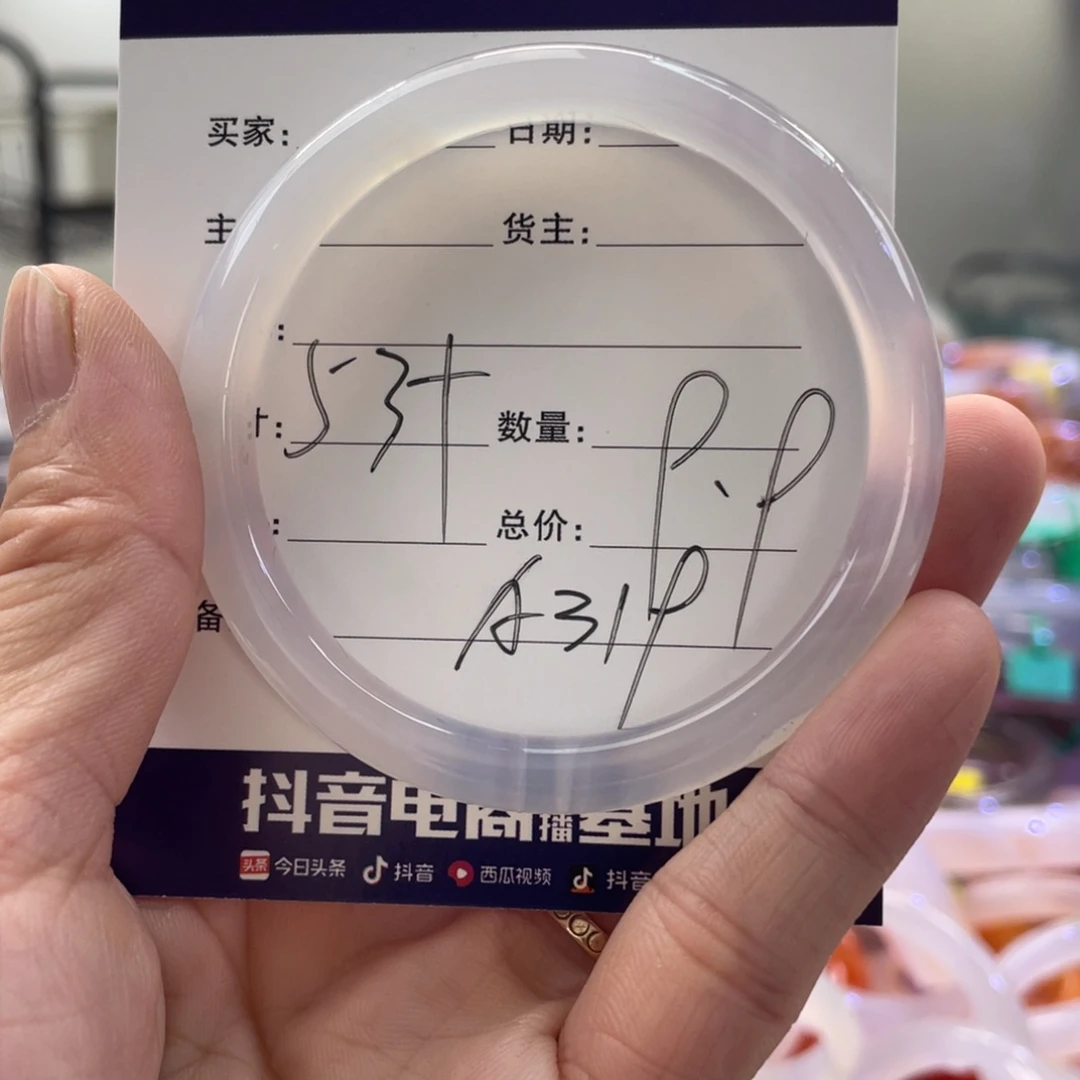 买家: 日期:
主 货主:
:
53+ 数量: P.P
: 总价:
A319
备
抖音电商播基地
今日头条 抖音 西瓜视频 抖音